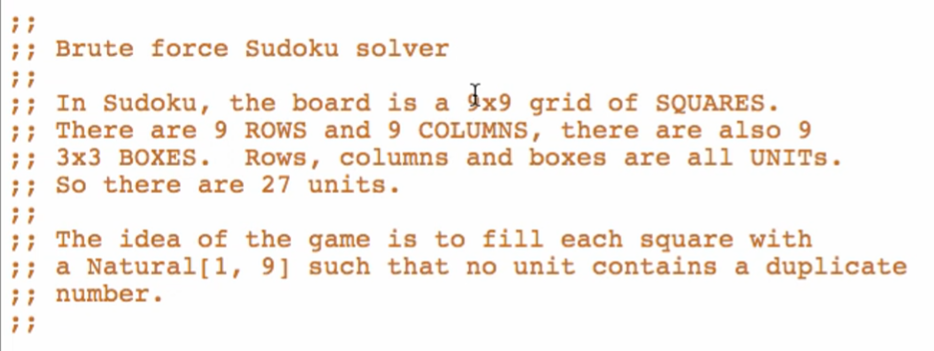 ;;
;; Brute force Sudoku solver
;;
;; In Sudoku, the board is a 9x9 grid of SQUARES.
;; There are 9 ROWS and 9 COLUMNS, there are also 9
;; 3x3 BOXES.  Rows, columns and boxes are all UNITs.
;; So there are 27 units.
;;
;; The idea of the game is to fill each square with
;; a Natural[1, 9] such that no unit contains a duplicate
;; number.
;;